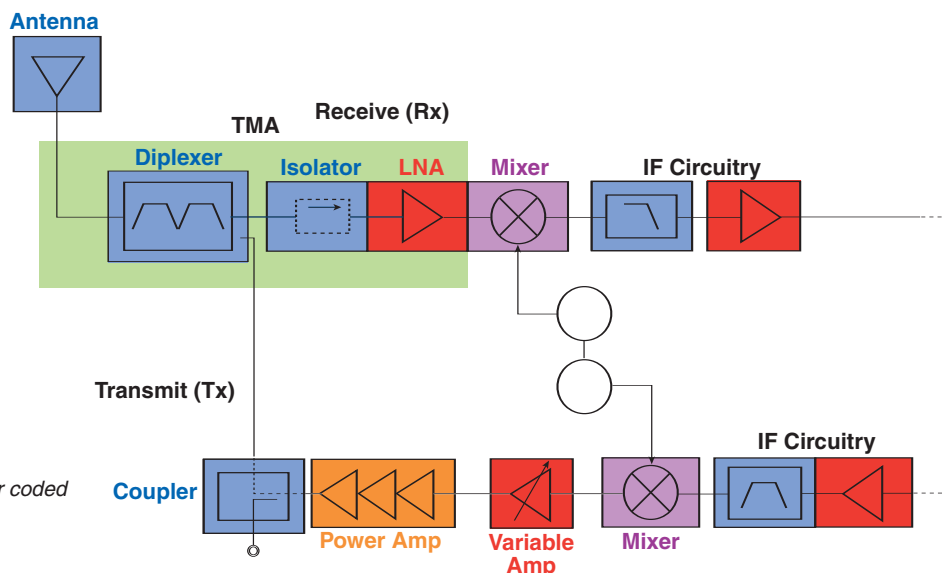 Antenna
Receive (Rx)
TMA
Diplexer
Isolator
LNA
Mixer
IF Circuitry
Transmit (Tx)
IF Circuitry
coded
Coupler
Power Amp
Variable
Amp
Mixer